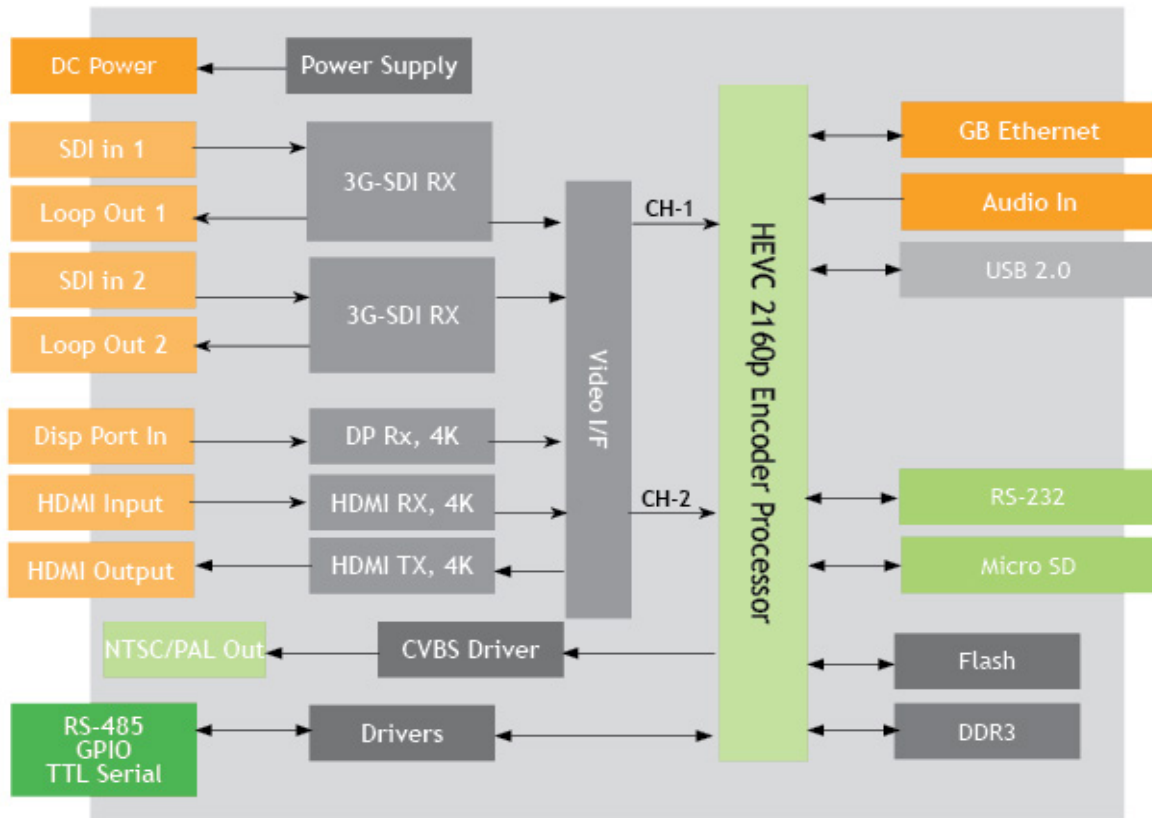 DC Power
Power Supply
SDI in 1
Loop Out 1
3G-SDI RX
SDI in 2
Loop Out 2
3G-SDI RX
Disp Port In
DP Rx, 4K
HDMI Input
HDMI RX, 4K
HDMI Output
HDMI TX, 4K
NTSC/PAL Out
CVBS Driver
RS-485
GPIO
TTL Serial
Drivers
Video I/F
CH-1
CH-2
HEVC 2160p Encoder Processor
GB Ethernet
Audio In
USB 2.0
RS-232
Micro SD
Flash
DDR3